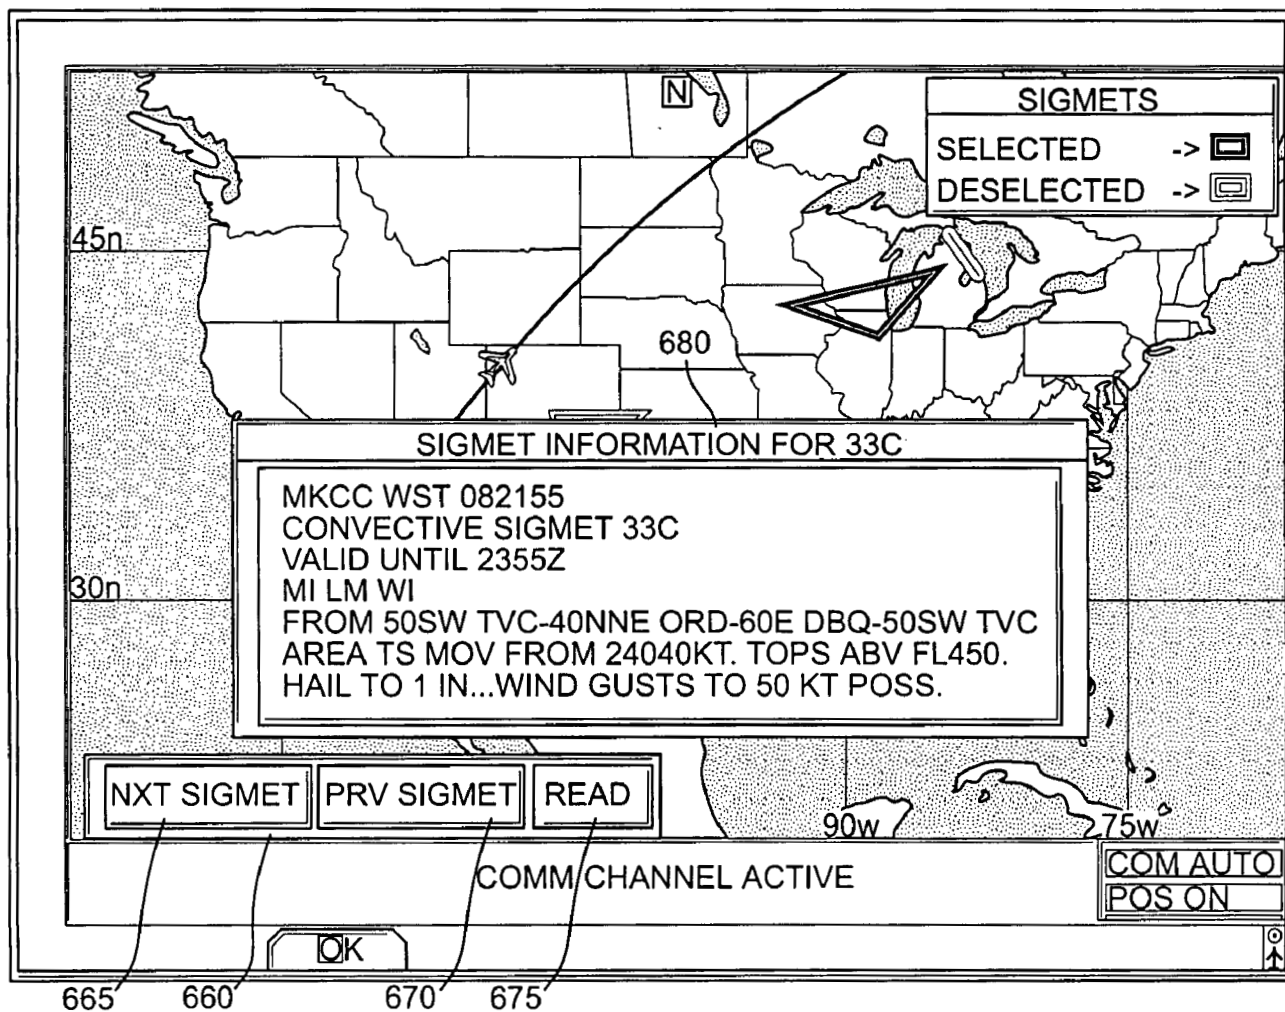 N
SIGMETS
SELECTED ->
DESELECTED ->
45n
680
SIGMET INFORMATION FOR 33C
MKCC WST 082155
CONVECTIVE SIGMET 33C
VALID UNTIL 2355Z
MI LM WI
FROM 50SW TVC-40NNE ORD-60E DBQ-50SW TVC
AREA TS MOV FROM 24040KT. TOPS ABV FL450.
HAIL TO 1 IN...WIND GUSTS TO 50 KT POSS.
30n
NXT SIGMET PRV SIGMET READ
90w 75w
COMM CHANNEL ACTIVE
COM AUTO
POS ON
OK
665 660 670 675